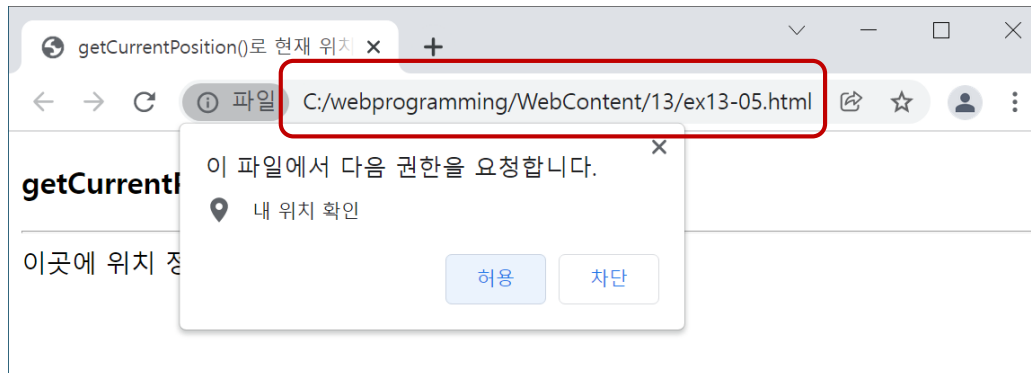 getCurrentPosition()로 현재 위치
파일 C:/webprogramming/WebContent/13/ex13-05.html
이 파일에서 다음 권한을 요청합니다.
getCurrentP
내 위치 확인
이곳에 위치 정
허용 차단